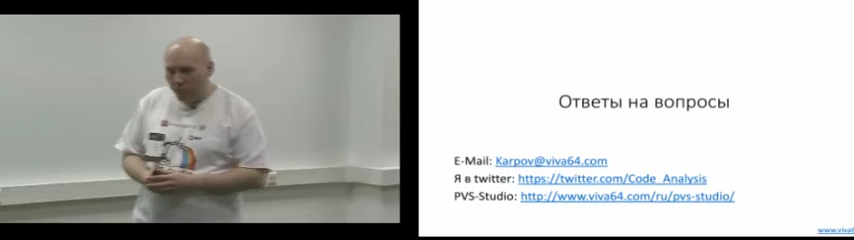 Ответы на вопросы
E-Mail: Karpov@viva64.com
Я в twitter: https://twitter.com/Code_Analysis
PVS-Studio: http://www.viva64.com/ru/pvs-studio/